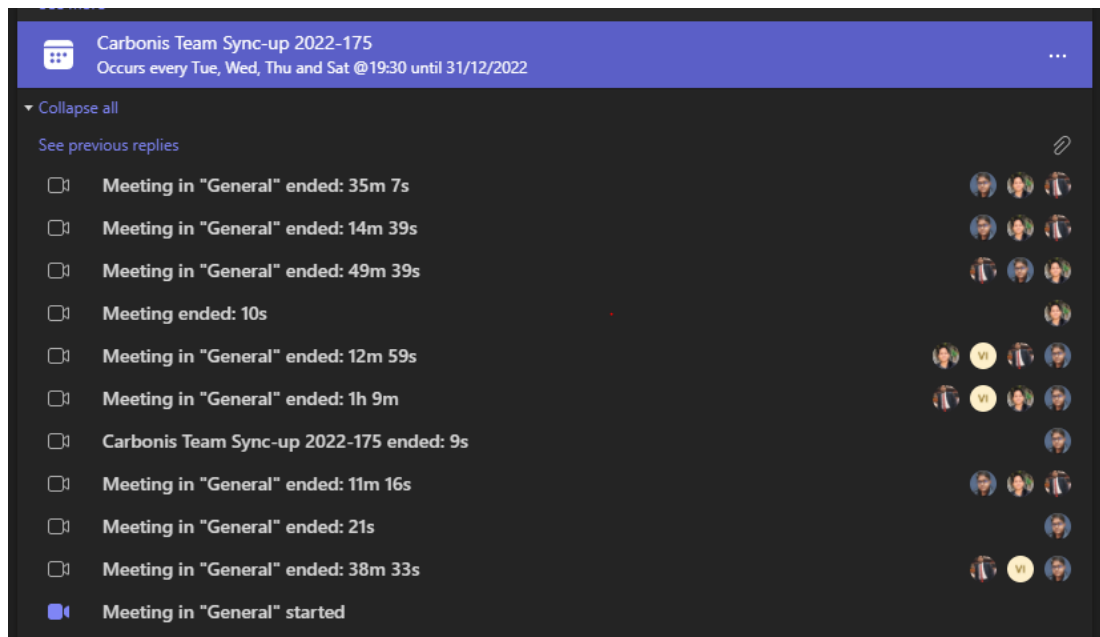 Carbonis Team Sync-up 2022-175
Occurs every Tue, Wed, Thu and Sat @19:30 until 31/12/2022
...
Collapse all
See previous replies
Meeting in "General" ended: 35m 7s
Meeting in "General" ended: 14m 39s
Meeting in "General" ended: 49m 39s
Meeting ended: 10s
Meeting in "General" ended: 12m 59s
VI
Meeting in "General" ended: 1h 9m
VI
Carbonis Team Sync-up 2022-175 ended: 9s
Meeting in "General" ended: 11m 16s
Meeting in "General" ended: 21s
Meeting in "General" ended: 38m 33s
VI
Meeting in "General" started